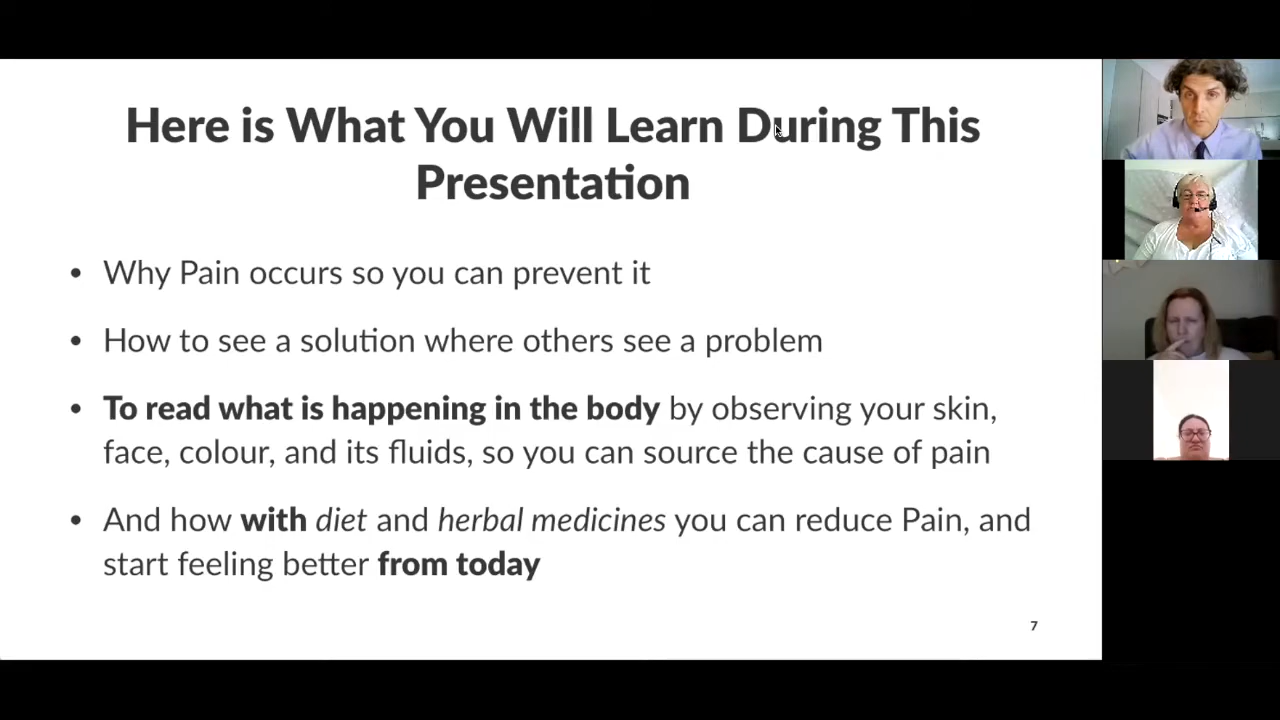 Here is What You Will Learn During This
Presentation
• Why Pain occurs so you can prevent it
• How to see a solution where others see a problem
• To read what is happening in the body by observing your skin,
face, colour, and its fluids, so you can source the cause of pain
• And how with diet and herbal medicines you can reduce Pain, and
start feeling better from today
7